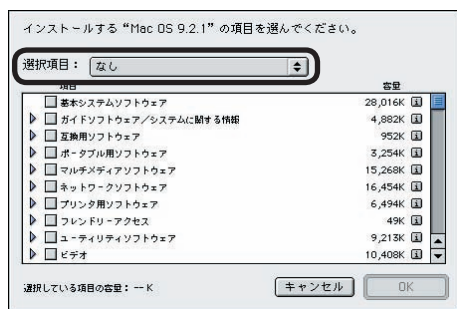 インストールする“Mac OS 9.2.1”の項目を選んでください。
選択項目： なし
項目 容量
基本システムソフトウェア 28,016K
ガイドソフトウェア／システムに関する情報 4,882K
互換用ソフトウェア 952K
ポータブル用ソフトウェア 3,254K
マルチメディアソフトウェア 15,268K
ネットワークソフトウェア 16,454K
プリンタ用ソフトウェア 6,494K
フレンドリーアクセス 49K
ユーティリティソフトウェア 9,213K
ビデオ 10,408K
選択している項目の容量： -- K キャンセル OK